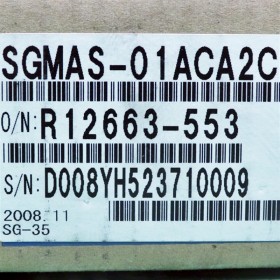 SGMAS-01ACA2C
O/N: R12663-553
S/N: D008YH523710009
2008.11
SG-35